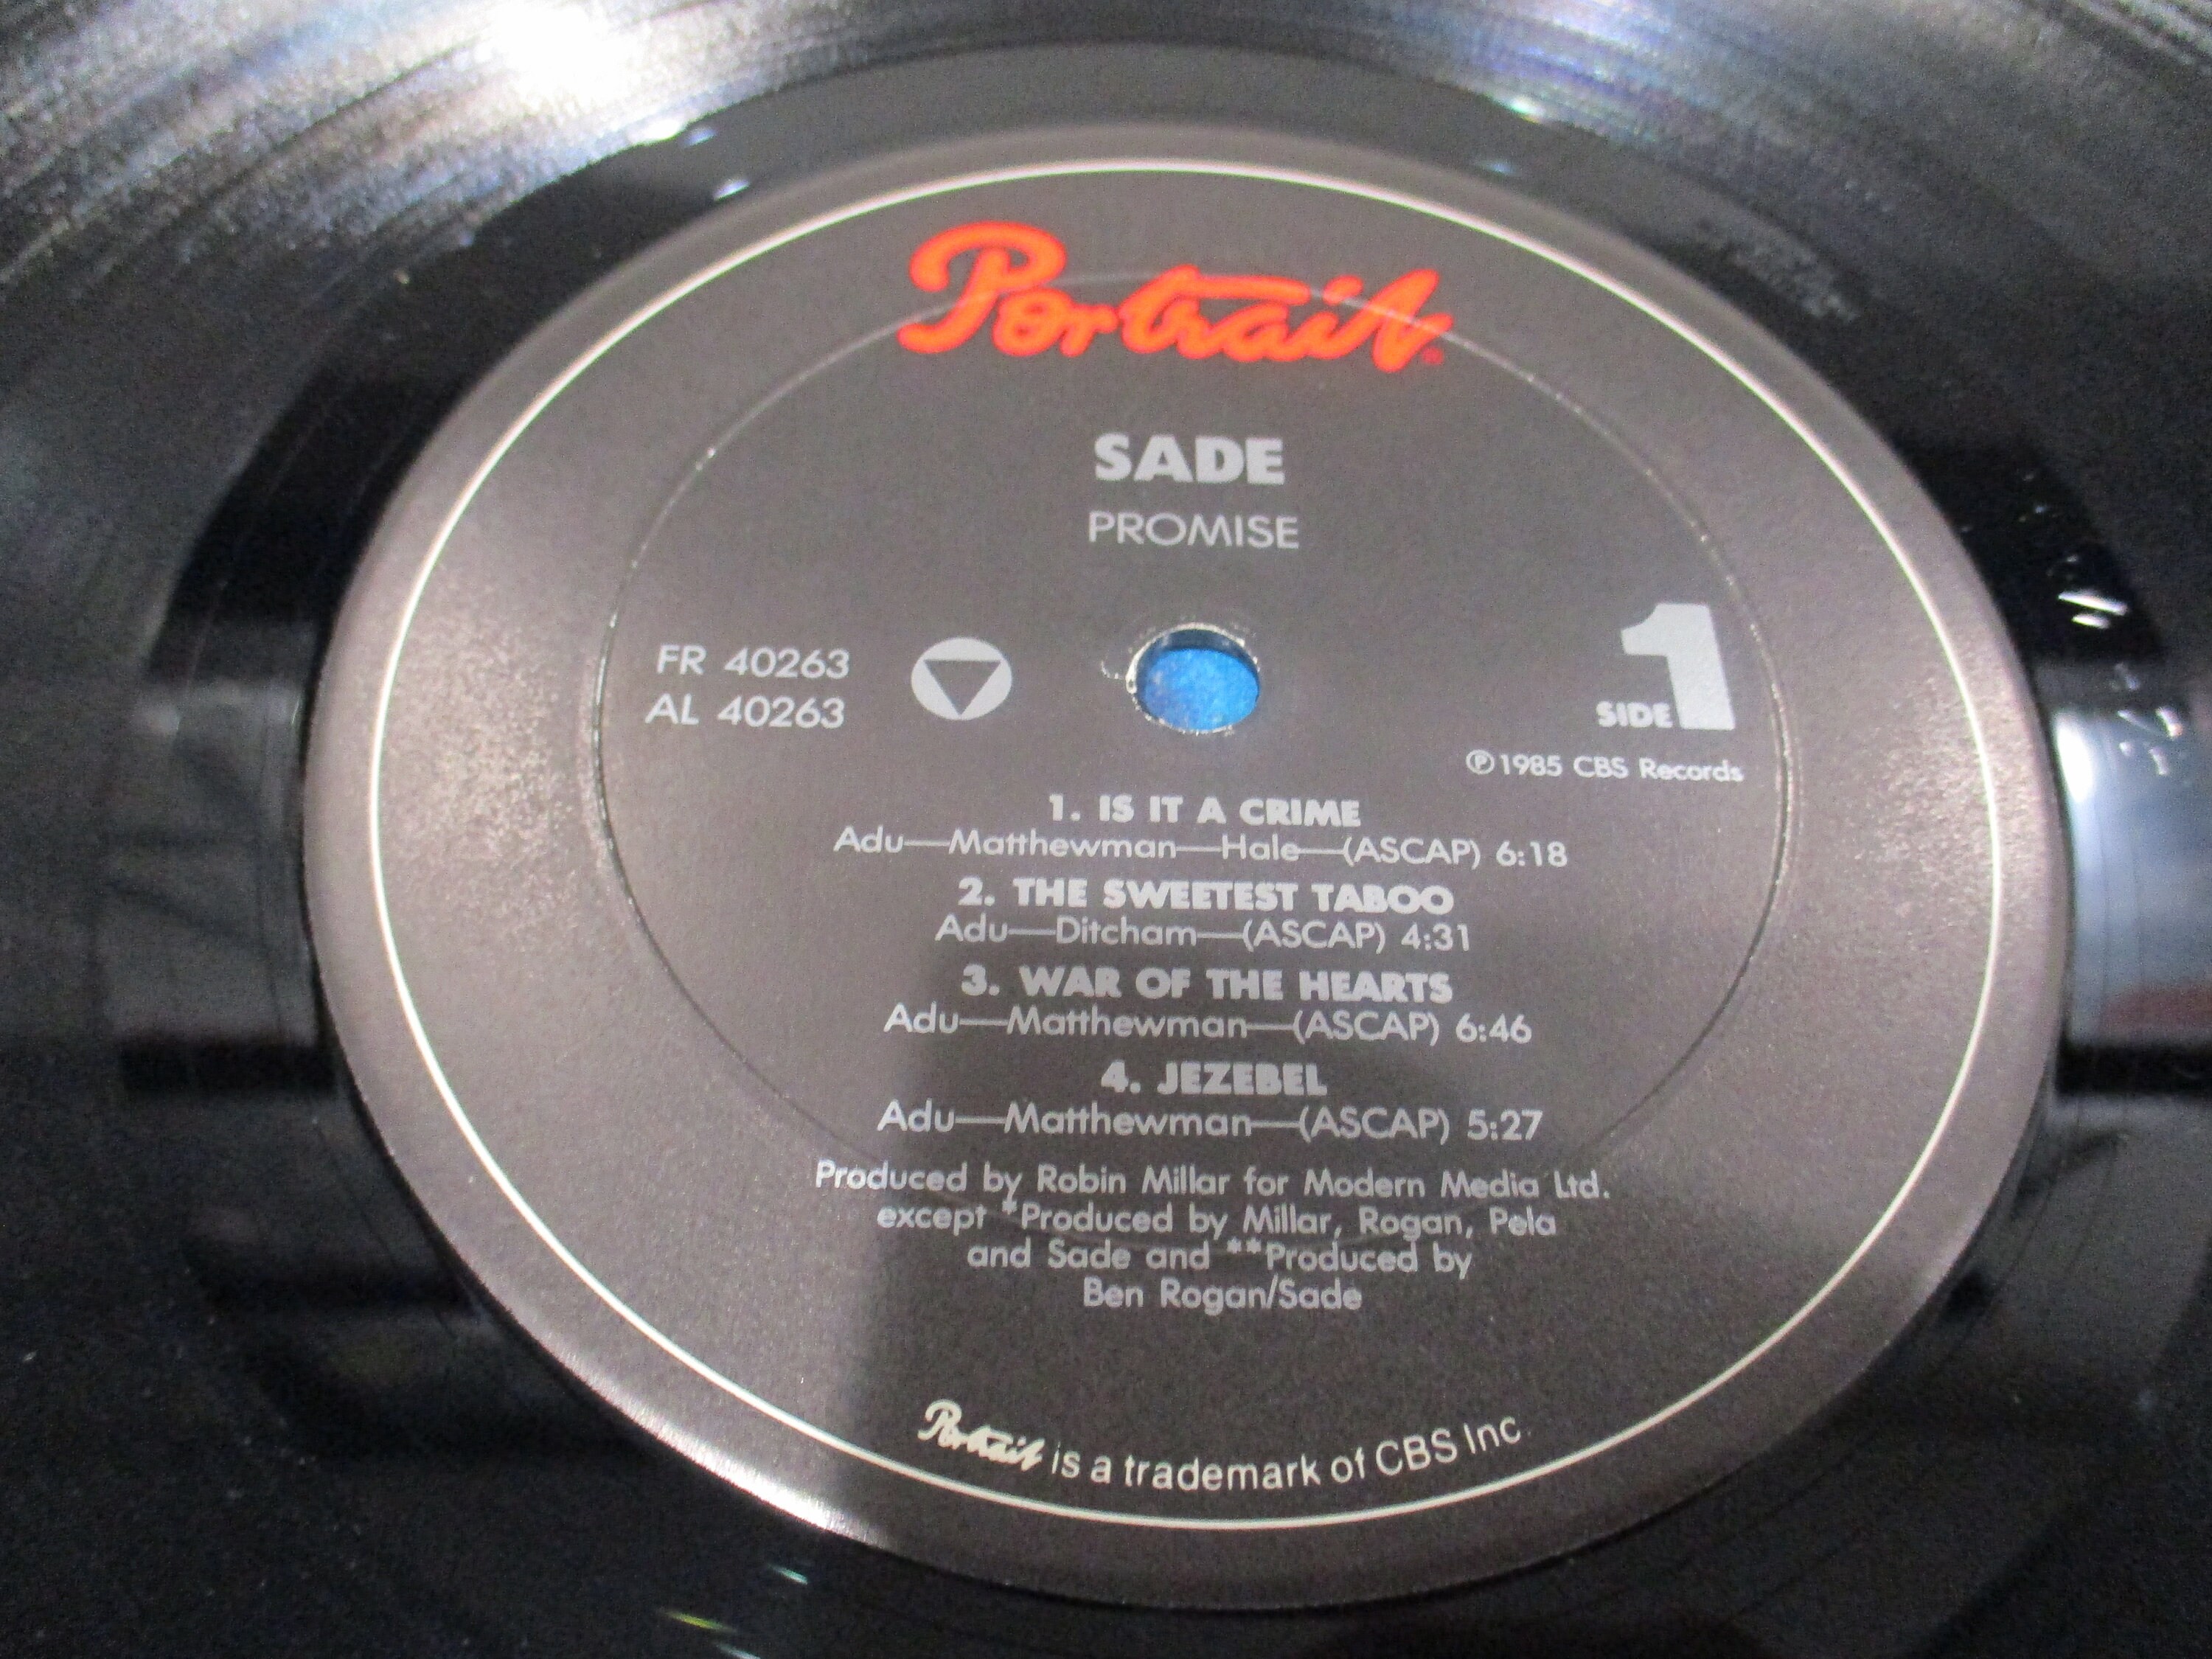 Portrait®
SADE
PROMISE
FR 40263
AL 40263
SIDE 1
℗1985 CBS Records
1. IS IT A CRIME
Adu—Matthewman—Hale—(ASCAP) 6:18
2. THE SWEETEST TABOO
Adu—Ditcham—(ASCAP) 4:31
3. WAR OF THE HEARTS
Adu—Matthewman—(ASCAP) 6:46
4. JEZEBEL
Adu—Matthewman—(ASCAP) 5:27
Produced by Robin Millar for Modern Media Ltd.
except *Produced by Millar, Rogan, Pela
and Sade and **Produced by
Ben Rogan/Sade
Portrait is a trademark of CBS Inc.